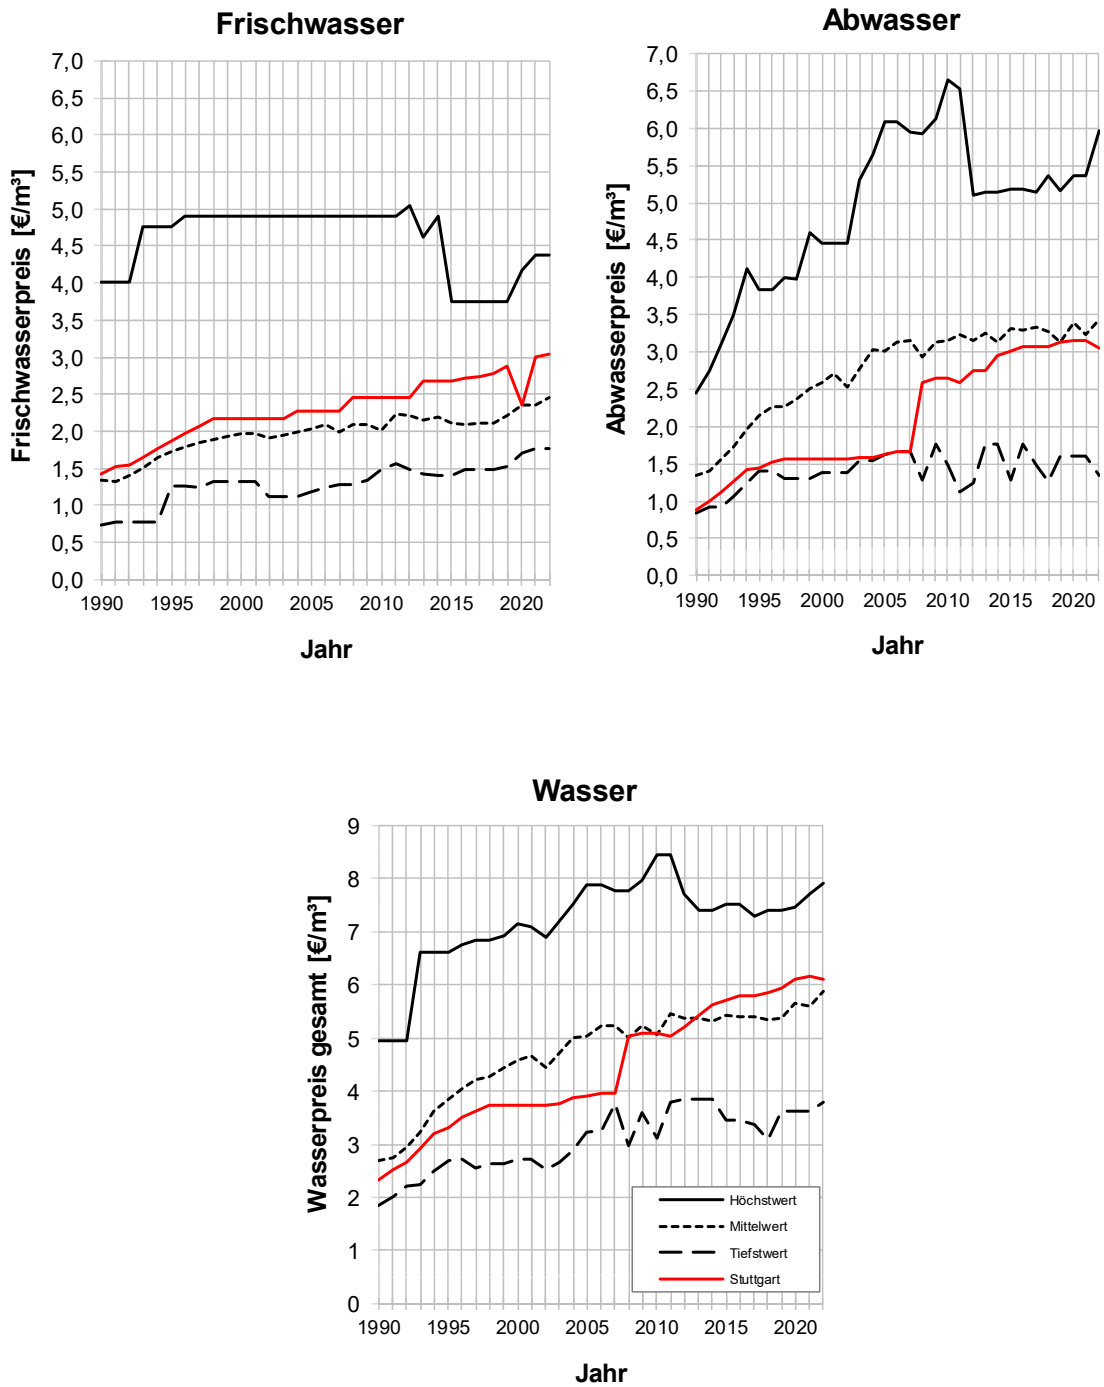 Frischwasser
Frischwasserpreis [€/m³]
7,0
6,5
6,0
5,5
5,0
4,5
4,0
3,5
3,0
2,5
2,0
1,5
1,0
0,5
0,0
1990 1995 2000 2005 2010 2015 2020
Jahr
Abwasser
Abwasserpreis [€/m³]
7,0
6,5
6,0
5,5
5,0
4,5
4,0
3,5
3,0
2,5
2,0
1,5
1,0
0,5
0,0
1990 1995 2000 2005 2010 2015 2020
Jahr
Wasser
Wasserpreis gesamt [€/m³]
9
8
7
6
5
4
3
2
1
0
Höchstwert
Mittelwert
Tiefstwert
Stuttgart
1990 1995 2000 2005 2010 2015 2020
Jahr